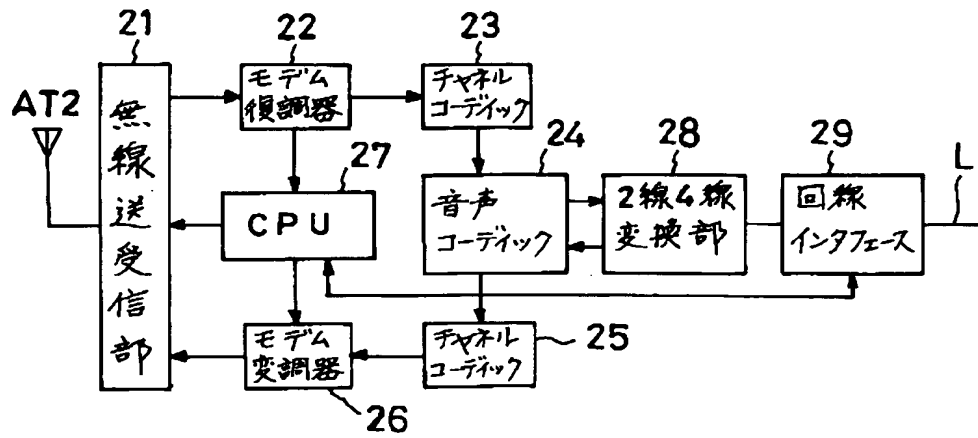 21
22
23
モデム
復調器
チャネル
コーディック
AT2
無線送受信部
27
CPU
24
音声
コーディック
28
2線4線
変換部
29
回線
インタフェース
L
モデム
変調器
26
チャネル
コーディック
25